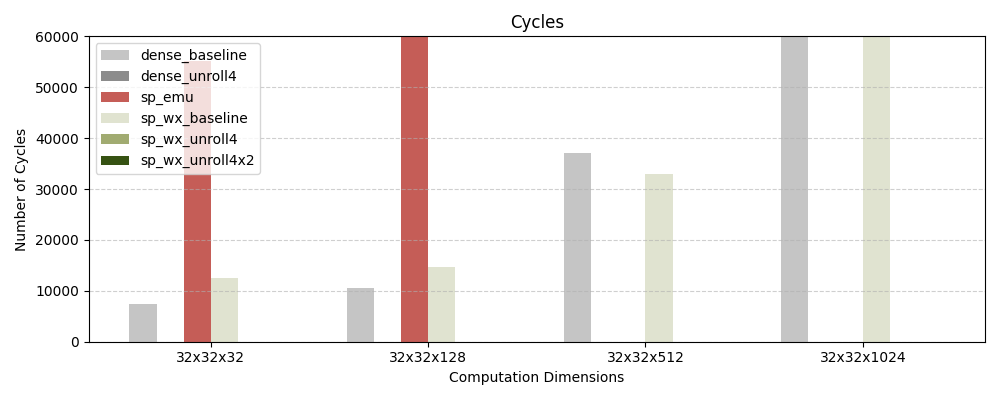 Cycles
60000
50000
40000
30000
20000
10000
0
Number of Cycles
dense_baseline
dense_unroll4
sp_emu
sp_wx_baseline
sp_wx_unroll4
sp_wx_unroll4x2
32x32x32
32x32x128
32x32x512
32x32x1024
Computation Dimensions